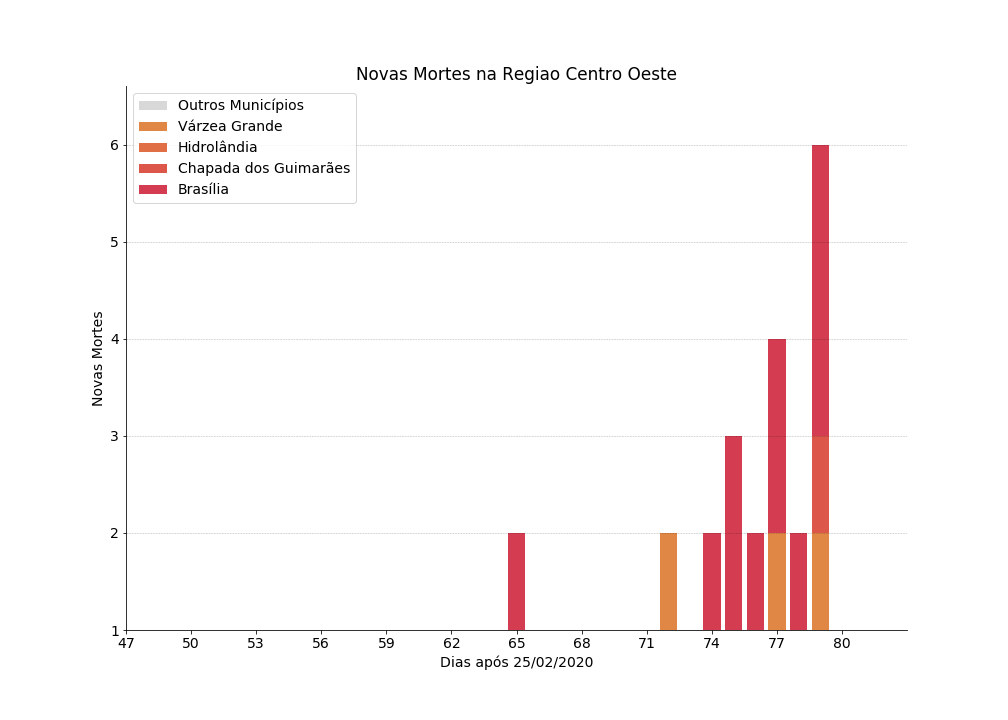 Novas Mortes na Regiao Centro Oeste
Outros Municípios
Várzea Grande
Hidrolândia
Chapada dos Guimarães
Brasília
Novas Mortes
6
5
4
3
2
1
47 50 53 56 59 62 65 68 71 74 77 80
Dias após 25/02/2020